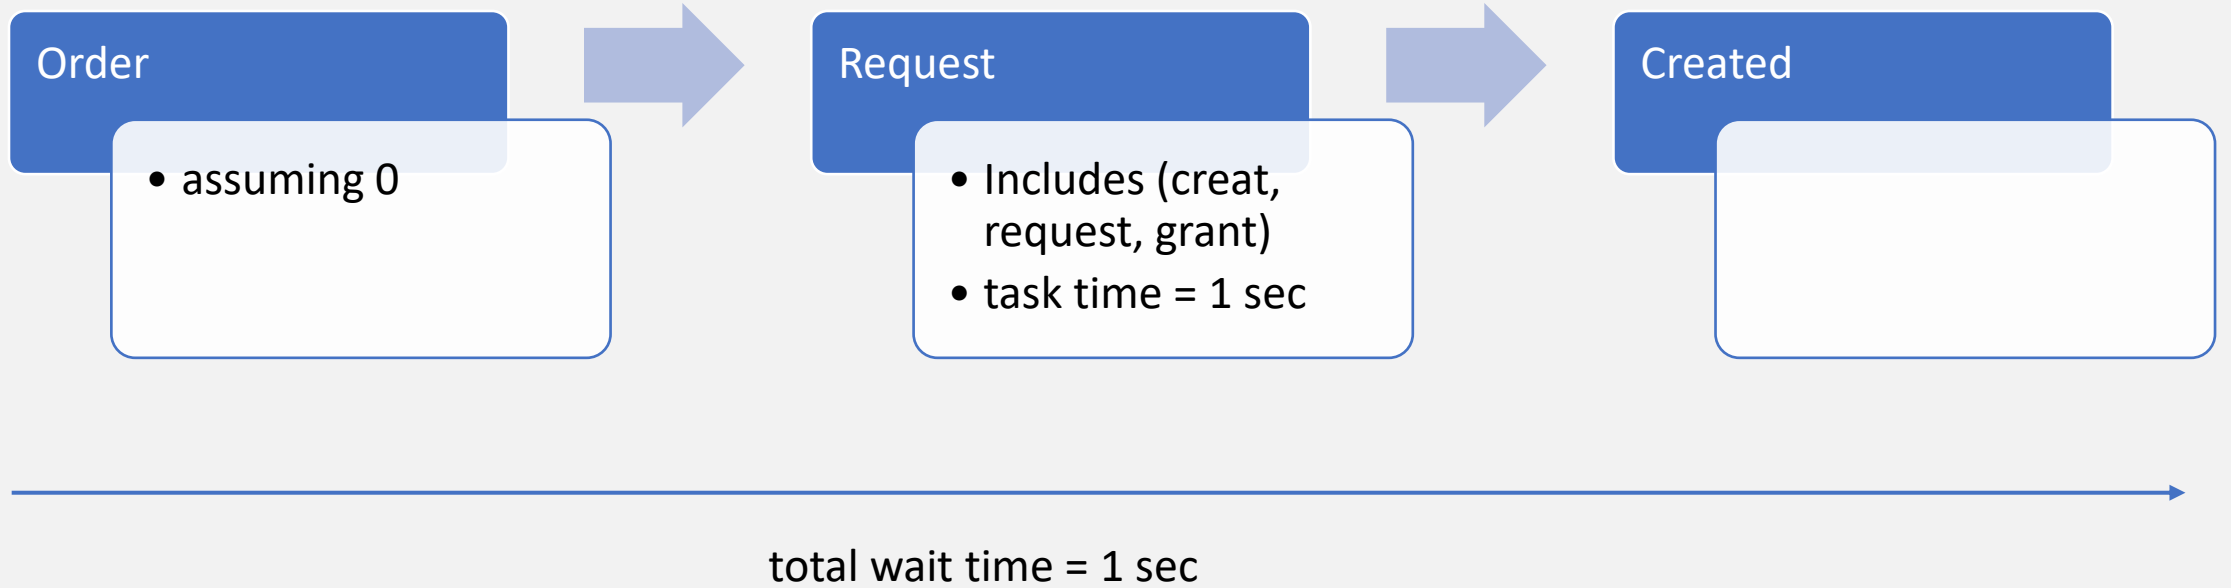 Order
• assuming 0
Request
• Includes (creat,
request, grant)
• task time = 1 sec
Created
total wait time = 1 sec